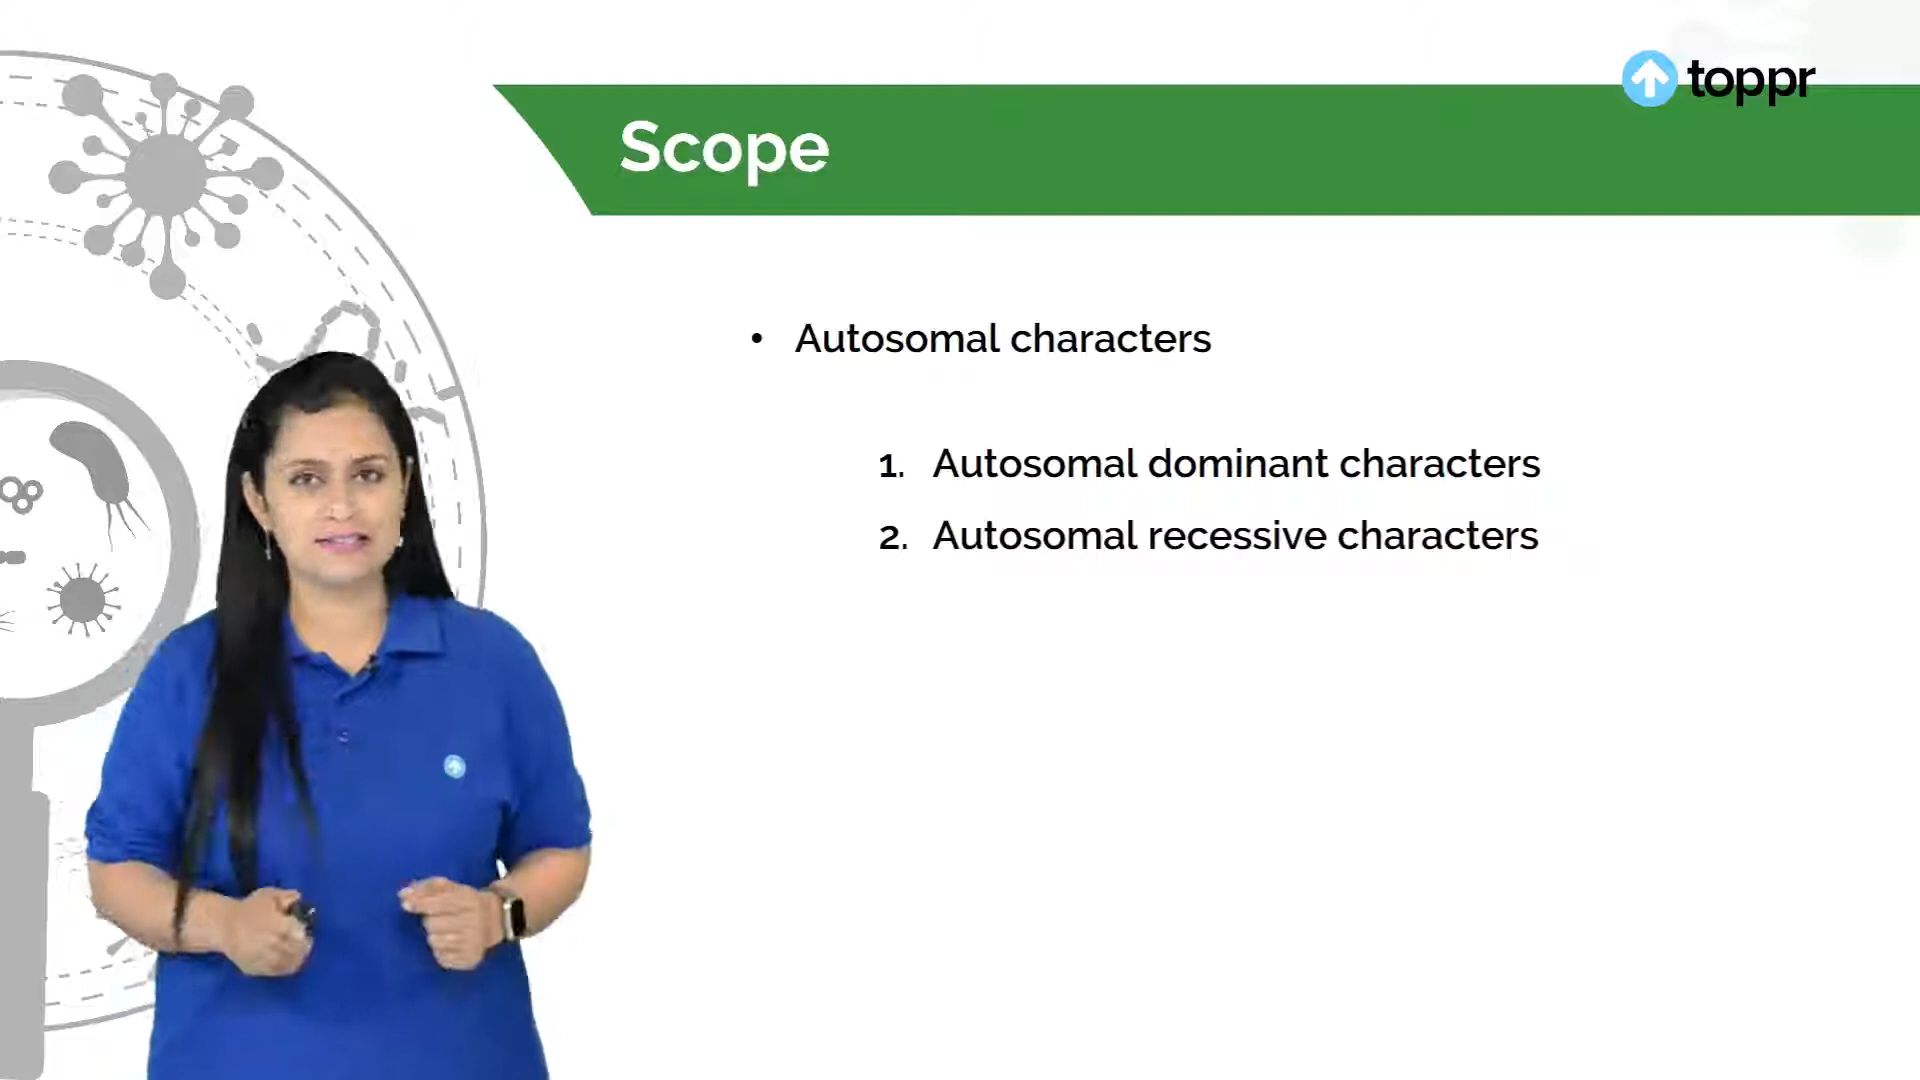 toppr
Scope
• Autosomal characters
1. Autosomal dominant characters
2. Autosomal recessive characters